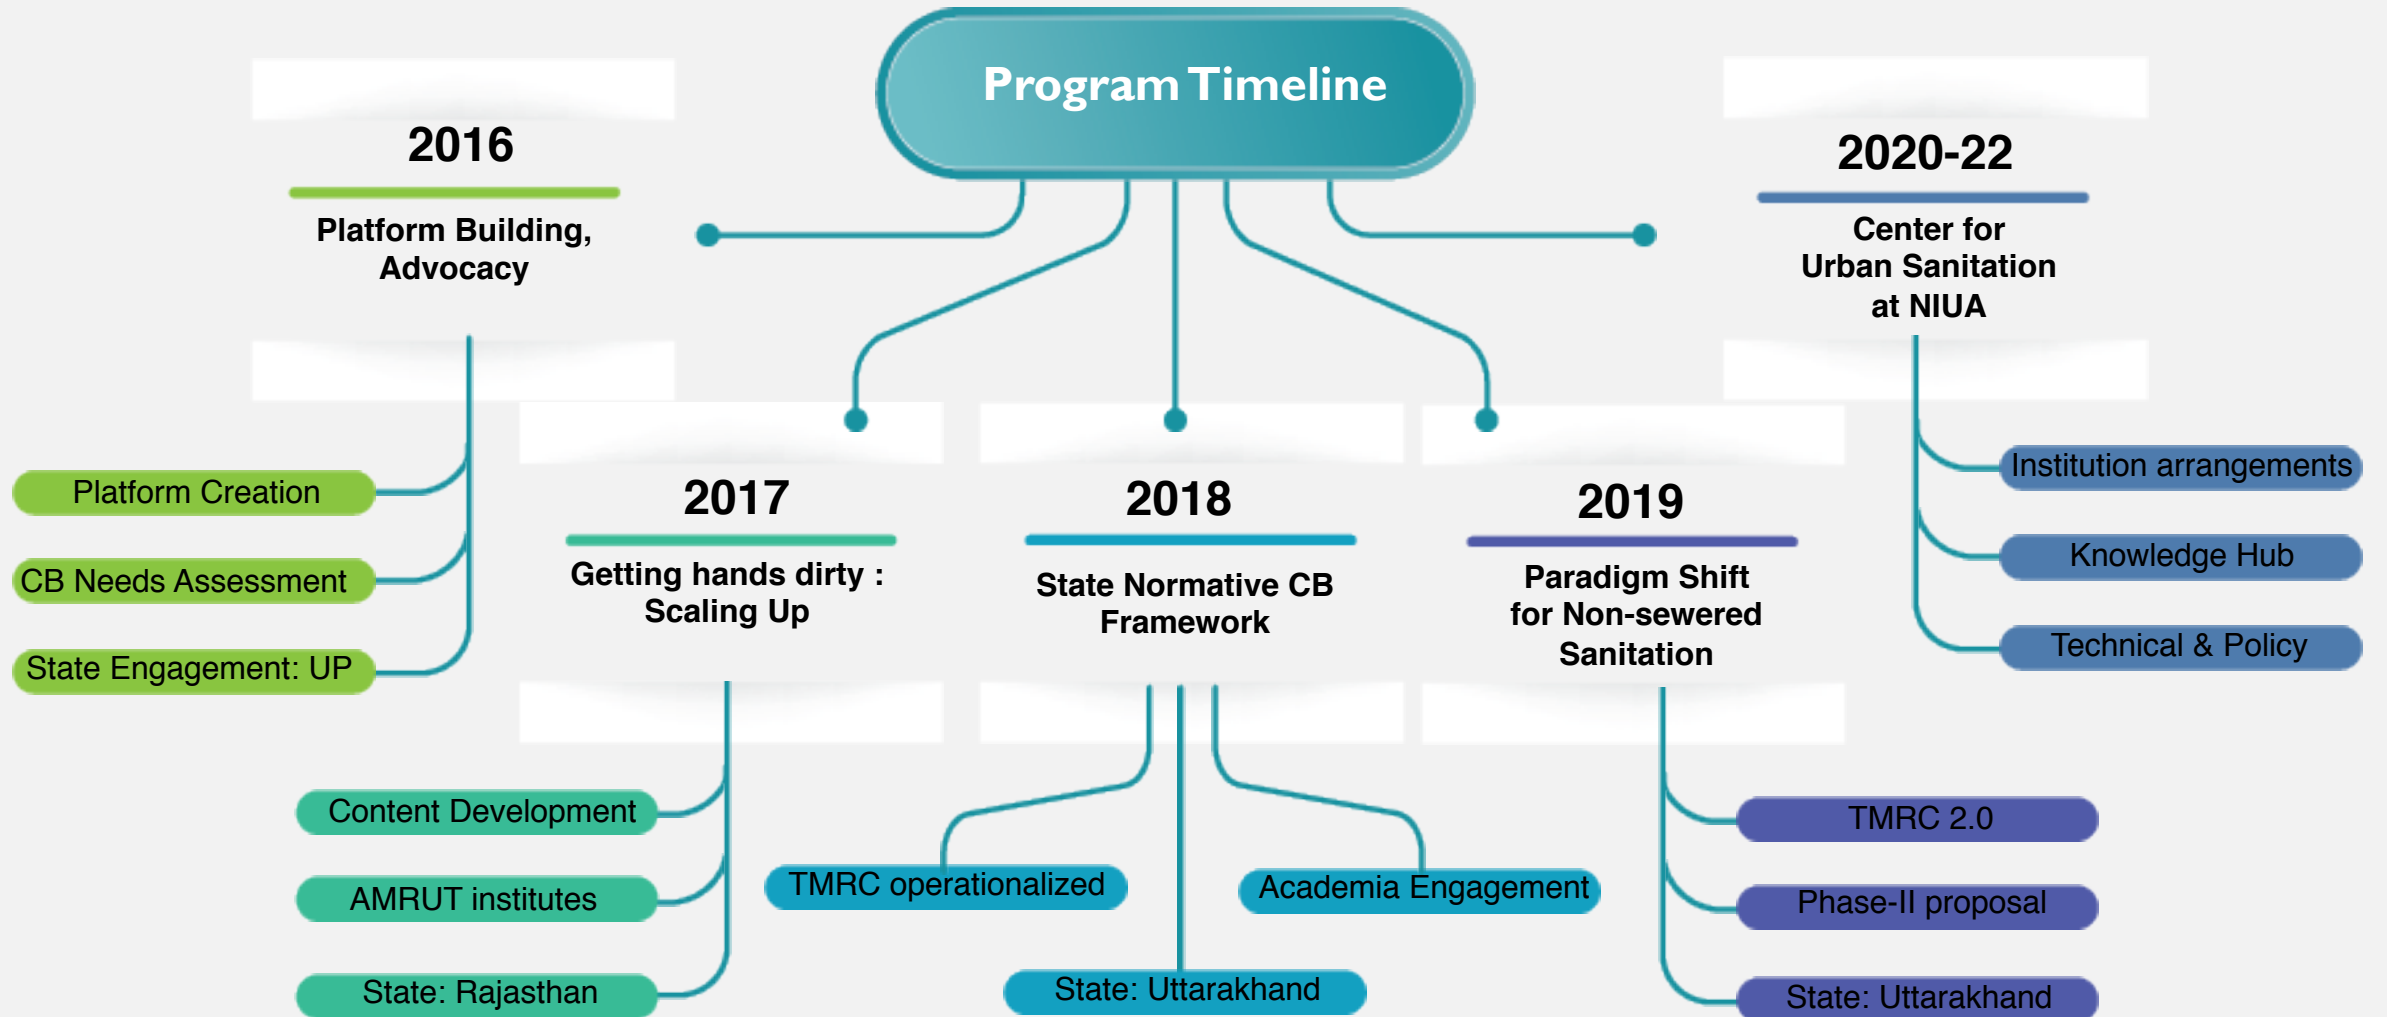 Program Timeline
2016
Platform Building,
Advocacy
Platform Creation
CB Needs Assessment
State Engagement: UP
2017
Getting hands dirty :
Scaling Up
Content Development
AMRUT institutes
State: Rajasthan
2018
State Normative CB
Framework
TMRC operationalized
State: Uttarakhand
Academia Engagement
2019
Paradigm Shift
for Non-sewered
Sanitation
TMRC 2.0
Phase-II proposal
State: Uttarakhand
2020-22
Center for
Urban Sanitation
at NIUA
Institution arrangements
Knowledge Hub
Technical & Policy